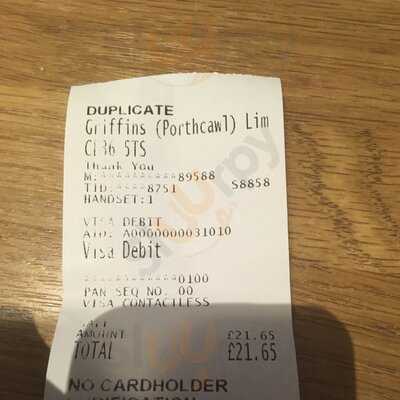 DUPLICATE
Griffins (Porthcawl) Lim
CF36 5TS
Thank You
M: **********89588
TID: ****8751 S8858
HANDSET:1
VISA DEBIT
AID: A0000000031010
Visa Debit
************0100
PAN SEQ NO. 00
VISA CONTACTLESS
AMOUNT £21.65
TOTAL £21.65
NO CARDHOLDER
VERIFICATION